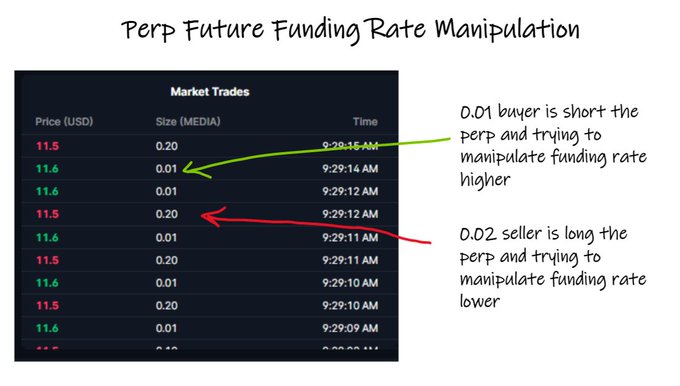 Perp Future Funding Rate Manipulation
Market Trades
Price (USD) Size (MEDIA) Time
11.5 0.20 9:29:15 AM
11.6 0.01 9:29:14 AM
11.6 0.01 9:29:12 AM
11.5 0.20 9:29:12 AM
11.6 0.01 9:29:11 AM
11.5 0.20 9:29:11 AM
11.6 0.01 9:29:10 AM
11.5 0.20 9:29:10 AM
11.6 0.01 9:29:09 AM
0.01 buyer is short the
perp and trying to
manipulate funding rate
higher
0.02 seller is long the
perp and trying to
manipulate funding rate
lower